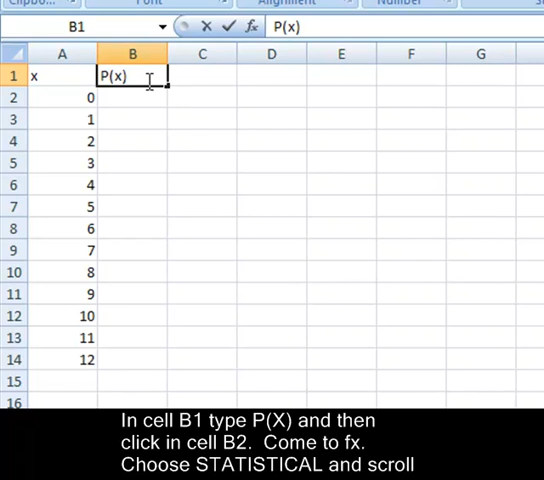 Clipbo... Font Alignment Number
B1 fx P(x)
A B C D E F G
1 x P(x)
2 0
3 1
4 2
5 3
6 4
7 5
8 6
9 7
10 8
11 9
12 10
13 11
14 12
15
16
In cell B1 type P(X) and then
click in cell B2. Come to fx.
Choose STATISTICAL and scroll